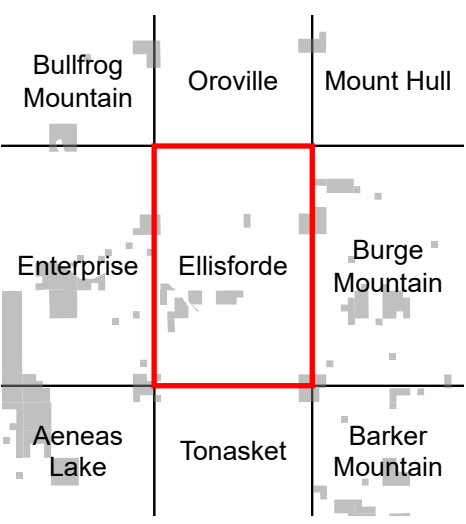 Bullfrog
Mountain
Oroville
Mount Hull
Enterprise
Ellisforde
Burge
Mountain
Aeneas
Lake
Tonasket
Barker
Mountain